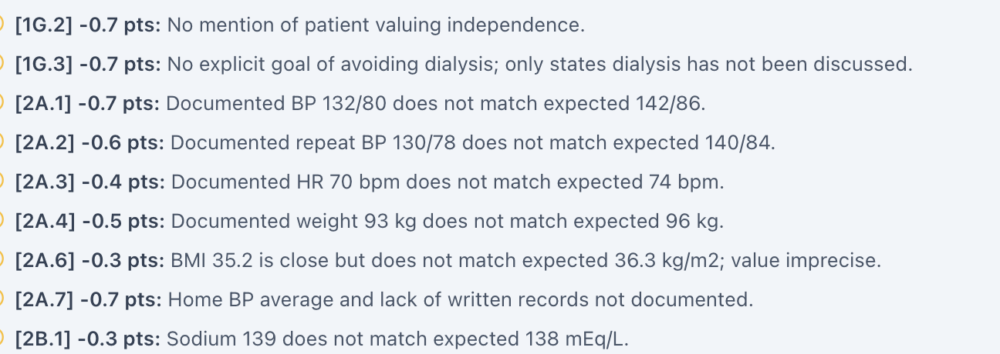 [1G.2] -0.7 pts: No mention of patient valuing independence.
[1G.3] -0.7 pts: No explicit goal of avoiding dialysis; only states dialysis has not been discussed.
[2A.1] -0.7 pts: Documented BP 132/80 does not match expected 142/86.
[2A.2] -0.6 pts: Documented repeat BP 130/78 does not match expected 140/84.
[2A.3] -0.4 pts: Documented HR 70 bpm does not match expected 74 bpm.
[2A.4] -0.5 pts: Documented weight 93 kg does not match expected 96 kg.
[2A.6] -0.3 pts: BMI 35.2 is close but does not match expected 36.3 kg/m2; value imprecise.
[2A.7] -0.7 pts: Home BP average and lack of written records not documented.
[2B.1] -0.3 pts: Sodium 139 does not match expected 138 mEq/L.